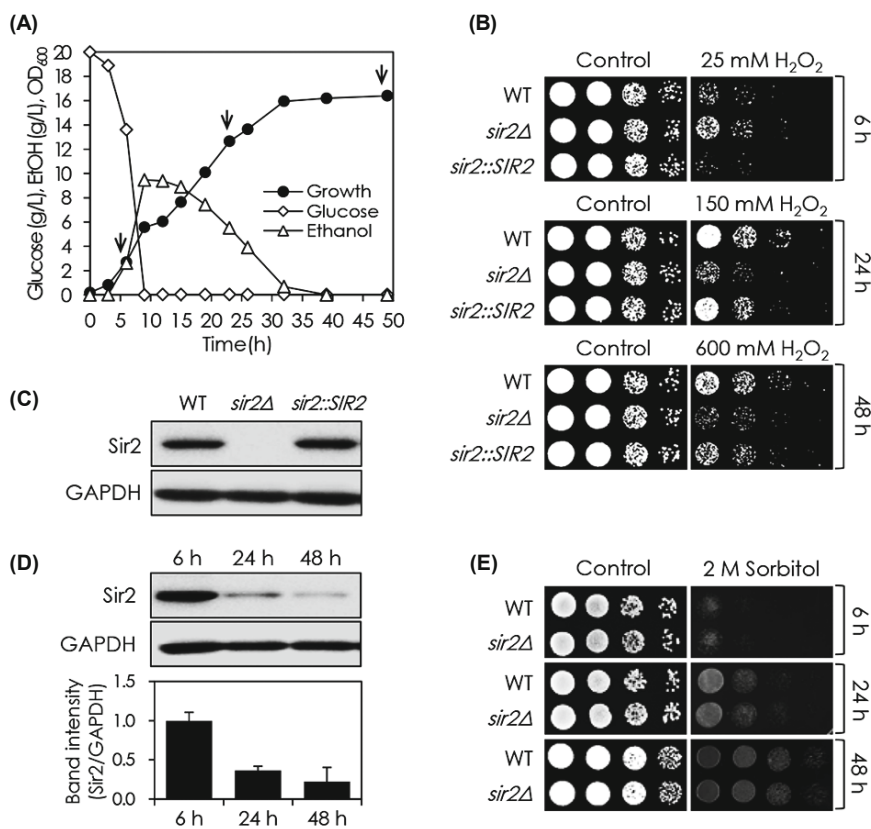 (A)
Glucose (g/L), EtOH (g/L), OD600
20
18
16
14
12
10
8
6
4
2
0
0 5 10 15 20 25 30 35 40 45 50
Time(h)
Growth
Glucose
Ethanol
(B)
Control 25 mM H2O2
WT
sir2Δ
sir2::SIR2
6 h
Control 150 mM H2O2
WT
sir2Δ
sir2::SIR2
24 h
Control 600 mM H2O2
WT
sir2Δ
sir2::SIR2
48 h
(C)
WT sir2Δ sir2::SIR2
Sir2
GAPDH
(D)
6 h 24 h 48 h
Sir2
GAPDH
Band intensity
(Sir2/GAPDH)
1.5
1.0
0.5
0.0
6 h 24 h 48 h
(E)
Control 2 M Sorbitol
WT
sir2Δ
6 h
WT
sir2Δ
24 h
WT
sir2Δ
48 h